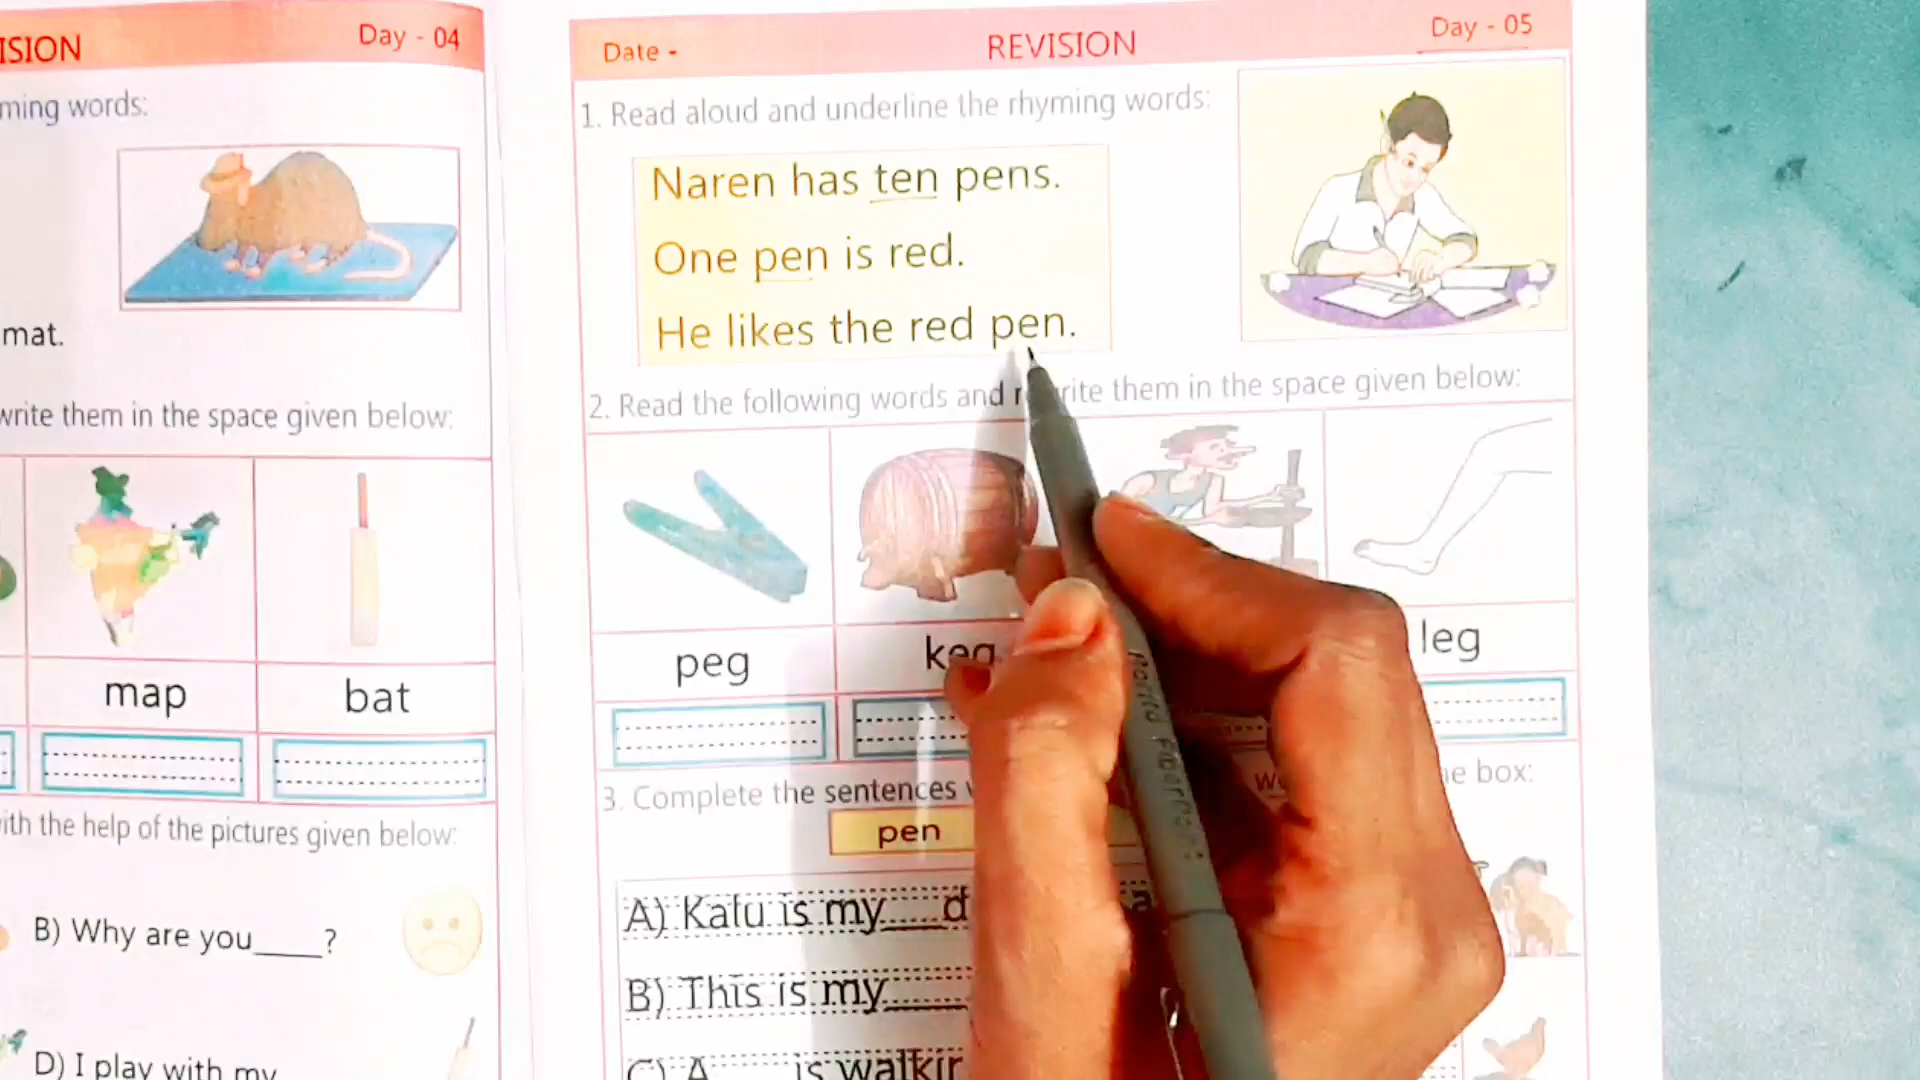 ISION Day - 04
ming words:
mat.
write them in the space given below:
map bat
ith the help of the pictures given below:
B) Why are you____?
D) I play with my
Date - REVISION Day - 05
1. Read aloud and underline the rhyming words:
Naren has ten pens.
One pen is red.
He likes the red pen.
2. Read the following words and r rite them in the space given below:
peg keg leg
3. Complete the sentences e box:
pen
A) Kalu is my d
B) This is my
C) A is walkin